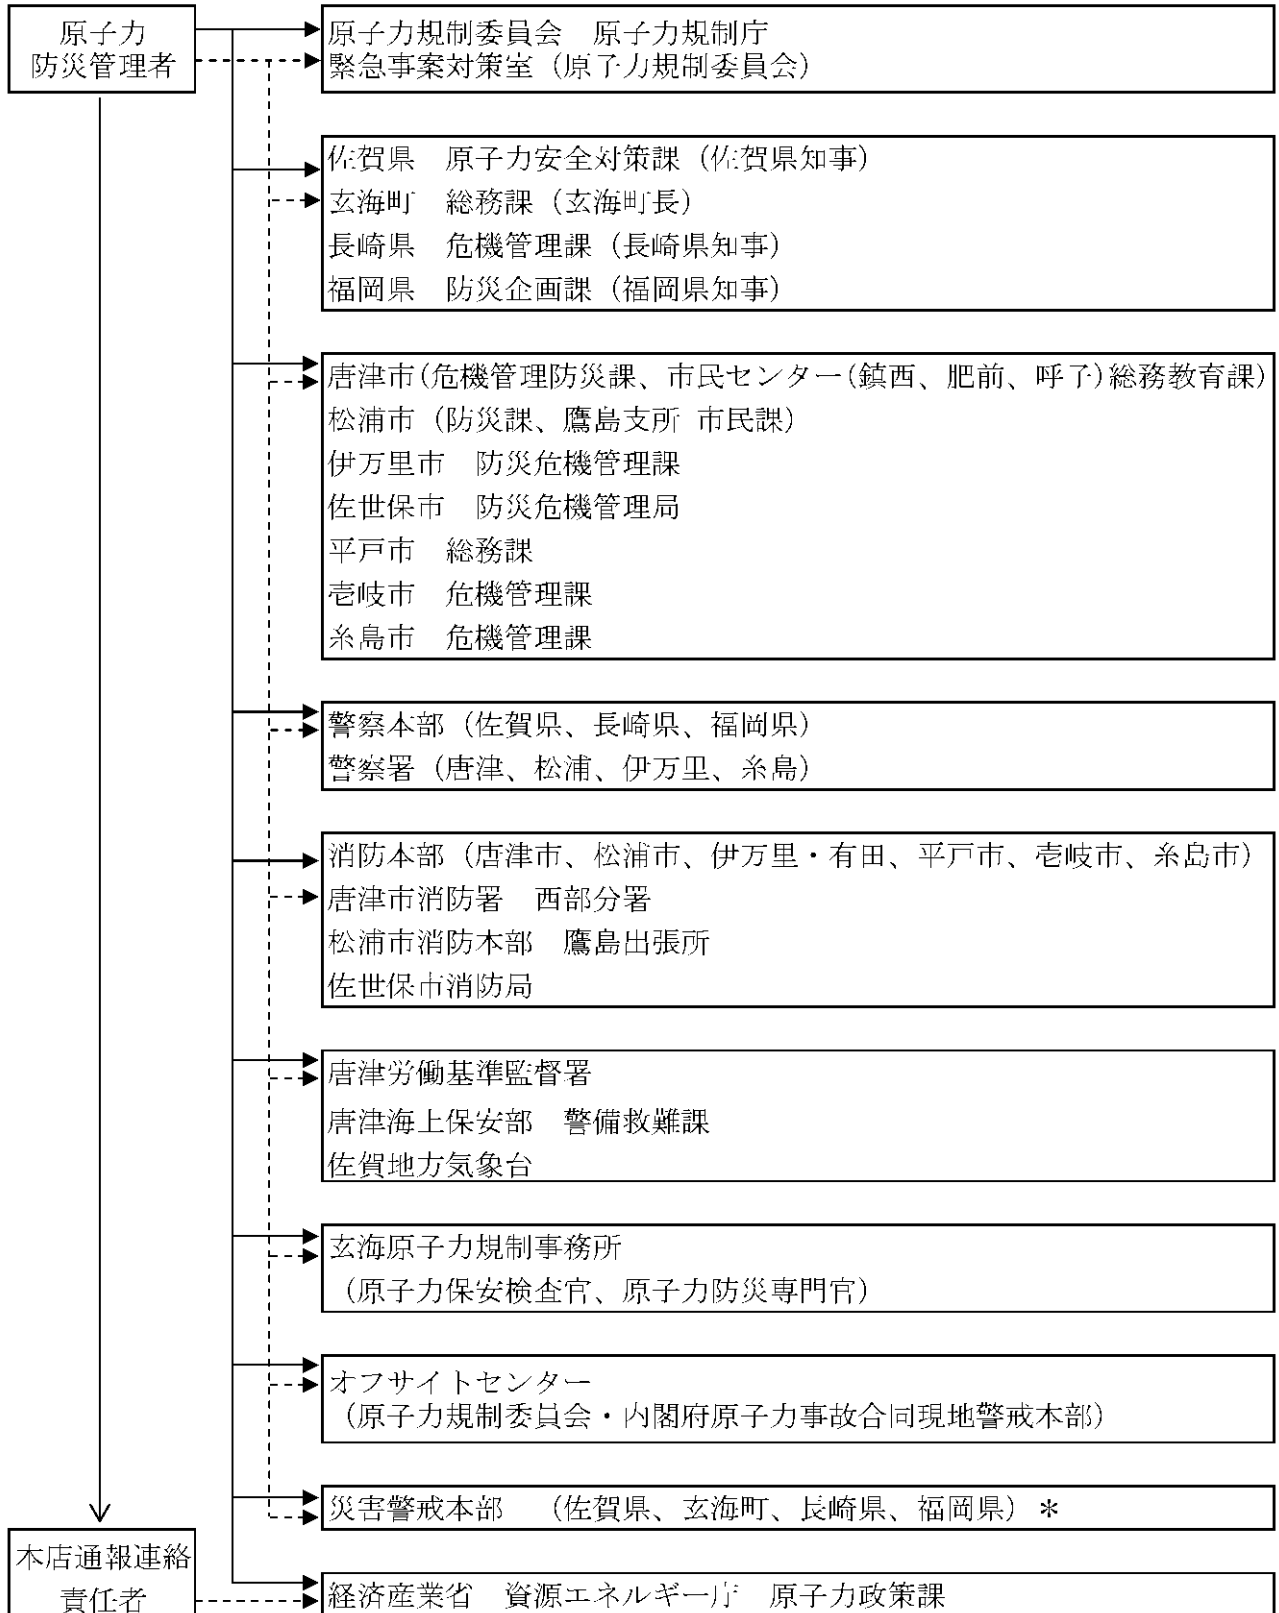 原子力
防災管理者
原子力規制委員会　原子力規制庁
緊急事案対策室（原子力規制委員会）
佐賀県　原子力安全対策課（佐賀県知事）
玄海町　総務課（玄海町長）
長崎県　危機管理課（長崎県知事）
福岡県　防災企画課（福岡県知事）
唐津市(危機管理防災課、市民センター(鎮西、肥前、呼子)総務教育課)
松浦市（防災課、鷹島支所 市民課）
伊万里市　防災危機管理課
佐世保市　防災危機管理局
平戸市　総務課
壱岐市　危機管理課
糸島市　危機管理課
警察本部（佐賀県、長崎県、福岡県）
警察署（唐津、松浦、伊万里、糸島）
消防本部（唐津市、松浦市、伊万里・有田、平戸市、壱岐市、糸島市）
唐津市消防署　西部分署
松浦市消防本部　鷹島出張所
佐世保市消防局
唐津労働基準監督署
唐津海上保安部　警備救難課
佐賀地方気象台
玄海原子力規制事務所
（原子力保安検査官、原子力防災専門官）
オフサイトセンター
（原子力規制委員会・内閣府原子力事故合同現地警戒本部）
災害警戒本部　（佐賀県、玄海町、長崎県、福岡県）＊
本店通報連絡
責任者
経済産業省　資源エネルギー庁　原子力政策課